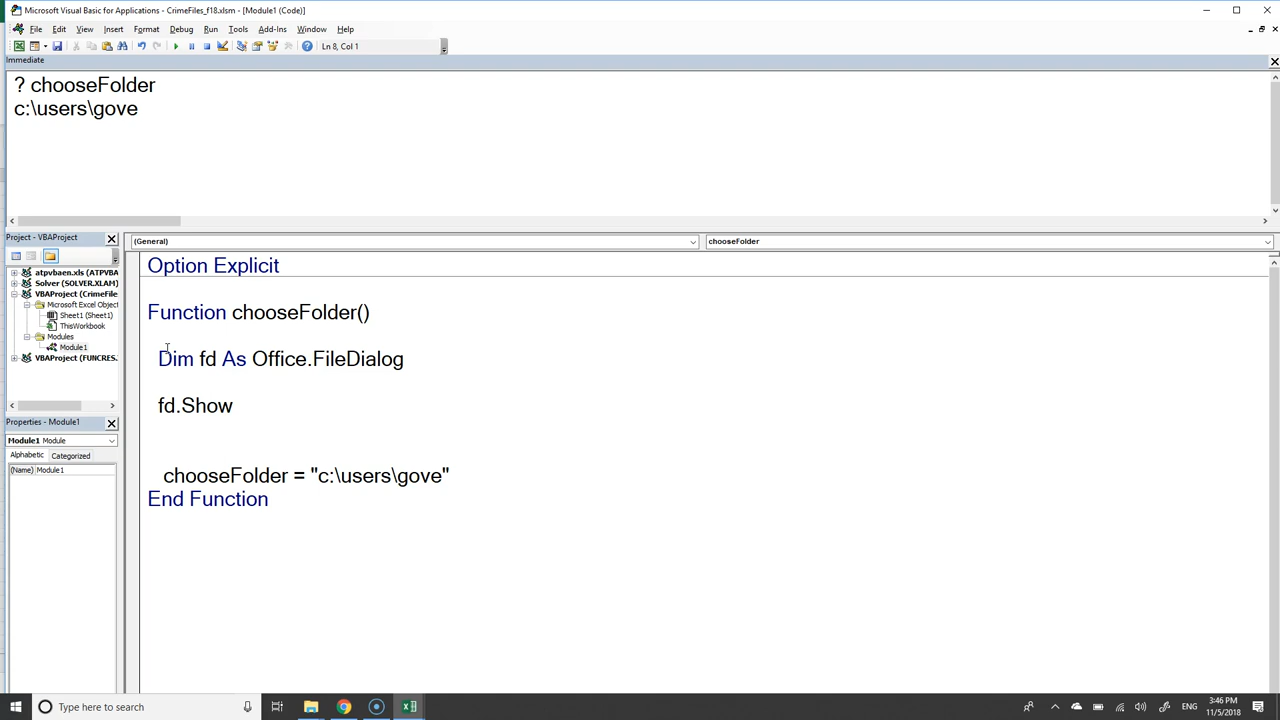 Microsoft Visual Basic for Applications - CrimeFiles_f18.xlsm - [Module1 (Code)]
File Edit View Insert Format Debug Run Tools Add-Ins Window Help
Ln 8, Col 1
Immediate
? chooseFolder
c:\users\gove
Project - VBAProject
(General)
chooseFolder
atpvbaen.xls (ATPVBA
Solver (SOLVER.XLAM)
VBAProject (CrimeFiles
Microsoft Excel Object
Sheet1 (Sheet1)
ThisWorkbook
Modules
Module1
VBAProject (FUNCRES.
Properties - Module1
Module1 Module
Alphabetic Categorized
(Name) Module1
Option Explicit
Function chooseFolder()
Dim fd As Office.FileDialog
fd.Show
chooseFolder = "c:\users\gove"
End Function
Type here to search
ENG
3:46 PM
11/5/2018